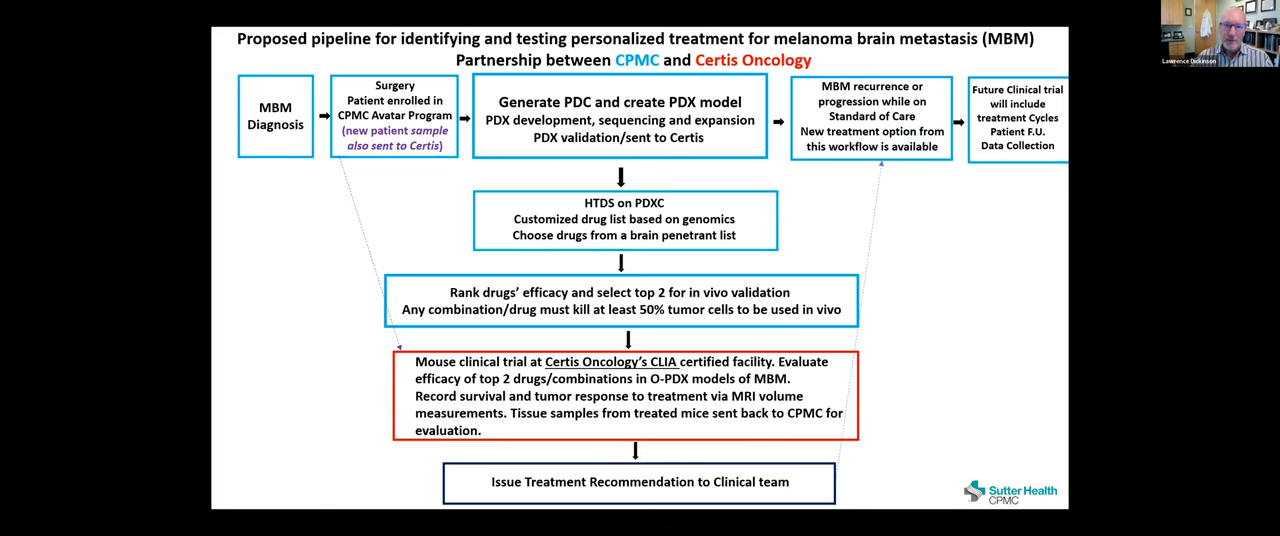 Proposed pipeline for identifying and testing personalized treatment for melanoma brain metastasis (MBM)
Partnership between CPMC and Certis Oncology
MBM
Diagnosis
Surgery
Patient enrolled in
CPMC Avatar Program
(new patient sample
also sent to Certis)
Generate PDC and create PDX model
PDX development, sequencing and expansion
PDX validation/sent to Certis
MBM recurrence or
progression while on
Standard of Care
New treatment option from
this workflow is available
Future Clinical trial
will include
treatment Cycles
Patient F.U.
Data Collection
HTDS on PDXC
Customized drug list based on genomics
Choose drugs from a brain penetrant list
Rank drugs' efficacy and select top 2 for in vivo validation
Any combination/drug must kill at least 50% tumor cells to be used in vivo
Mouse clinical trial at Certis Oncology's CLIA certified facility. Evaluate
efficacy of top 2 drugs/combinations in O-PDX models of MBM.
Record survival and tumor response to treatment via MRI volume
measurements. Tissue samples from treated mice sent back to CPMC for
evaluation.
Issue Treatment Recommendation to Clinical team
Sutter Health
CPMC
Lawrence Dickinson